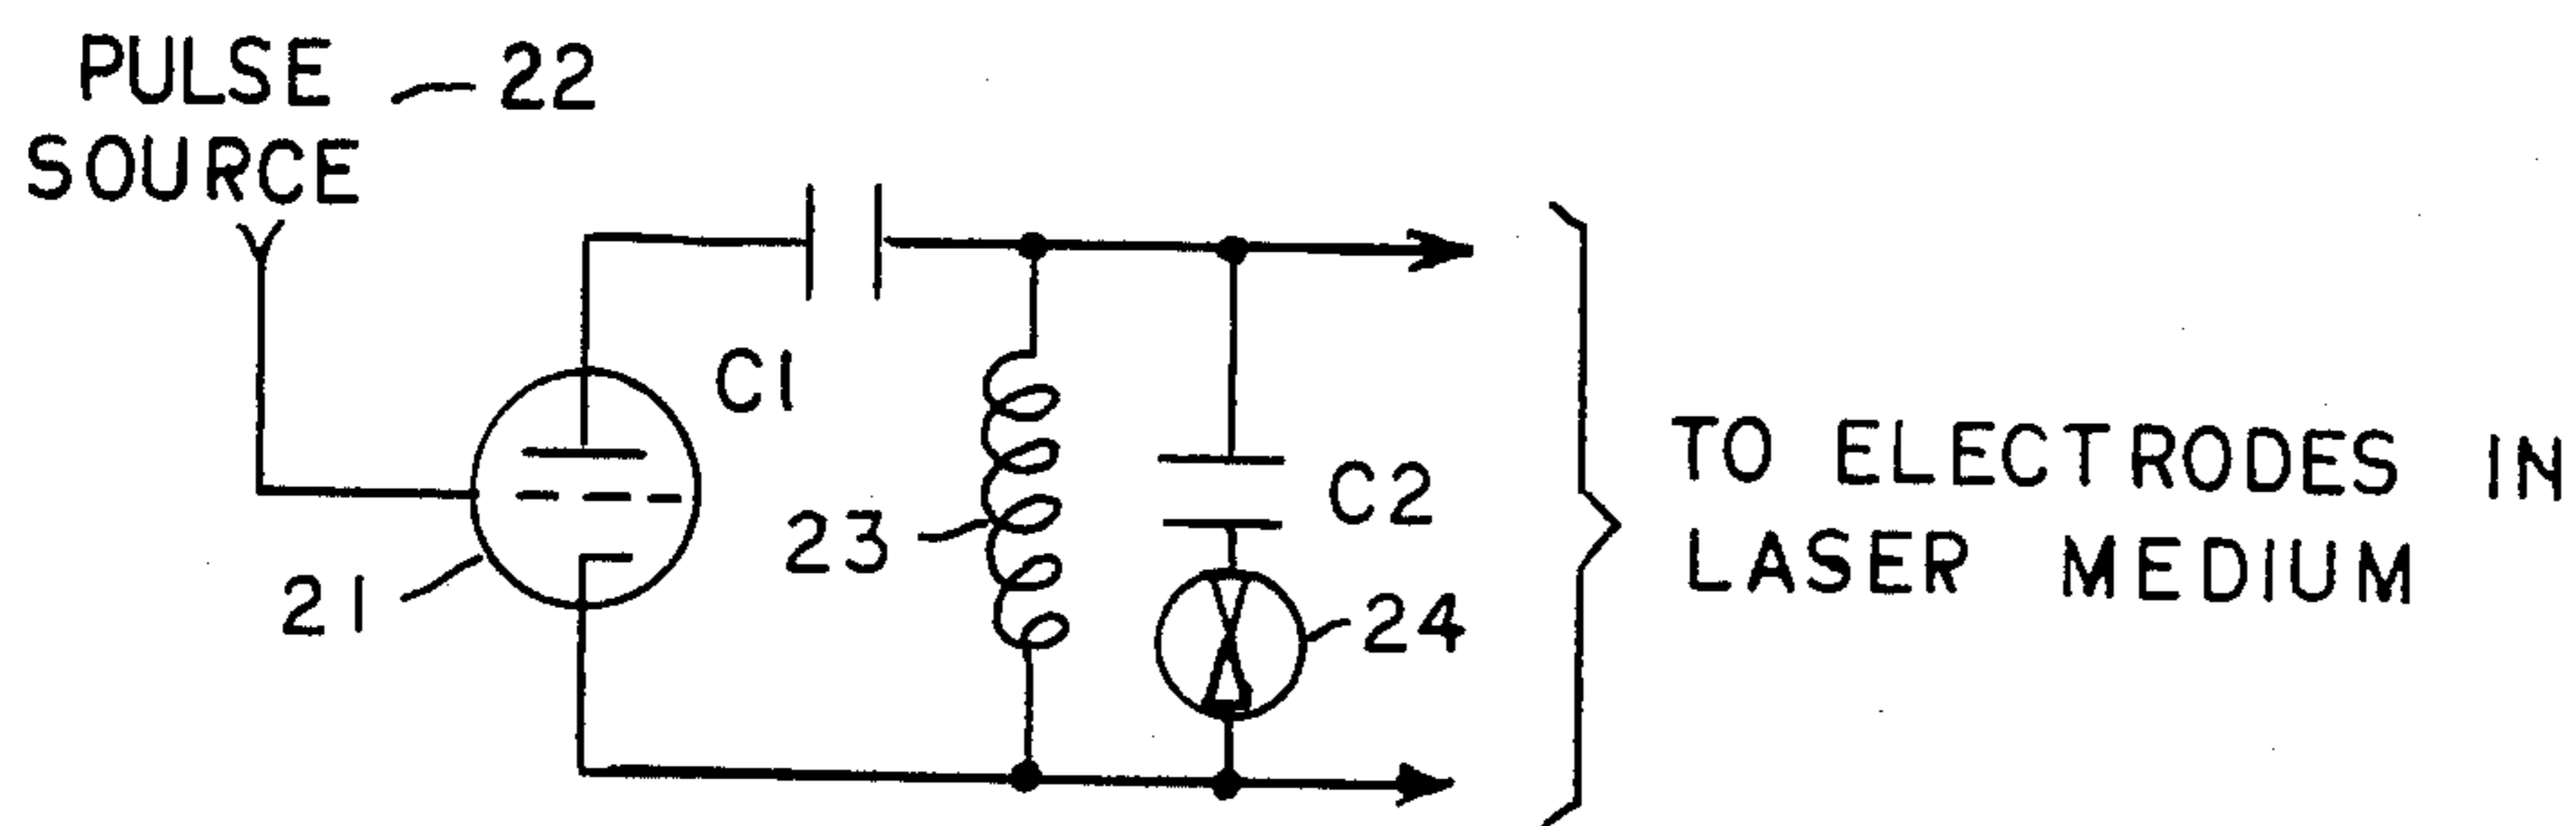 PULSE 22
SOURCE
C1
21
23
C2
24
TO ELECTRODES IN
LASER MEDIUM